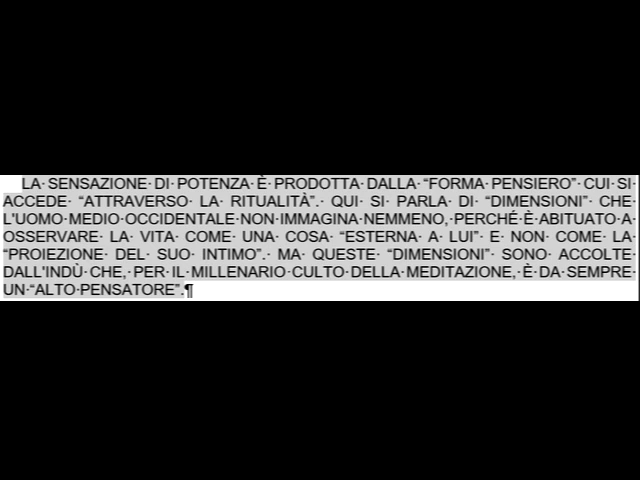 LA SENSAZIONE DI POTENZA È PRODOTTA DALLA “FORMA PENSIERO” CUI SI
ACCEDE “ATTRAVERSO LA RITUALITÀ”. QUI SI PARLA DI “DIMENSIONI” CHE
L'UOMO MEDIO OCCIDENTALE NON IMMAGINA NEMMENO, PERCHÉ È ABITUATO A
OSSERVARE LA VITA COME UNA COSA “ESTERNA A LUI” E NON COME LA
“PROIEZIONE DEL SUO INTIMO”. MA QUESTE “DIMENSIONI” SONO ACCOLTE
DALL'INDÙ CHE, PER IL MILLENARIO CULTO DELLA MEDITAZIONE, È DA SEMPRE
UN “ALTO PENSATORE”.¶